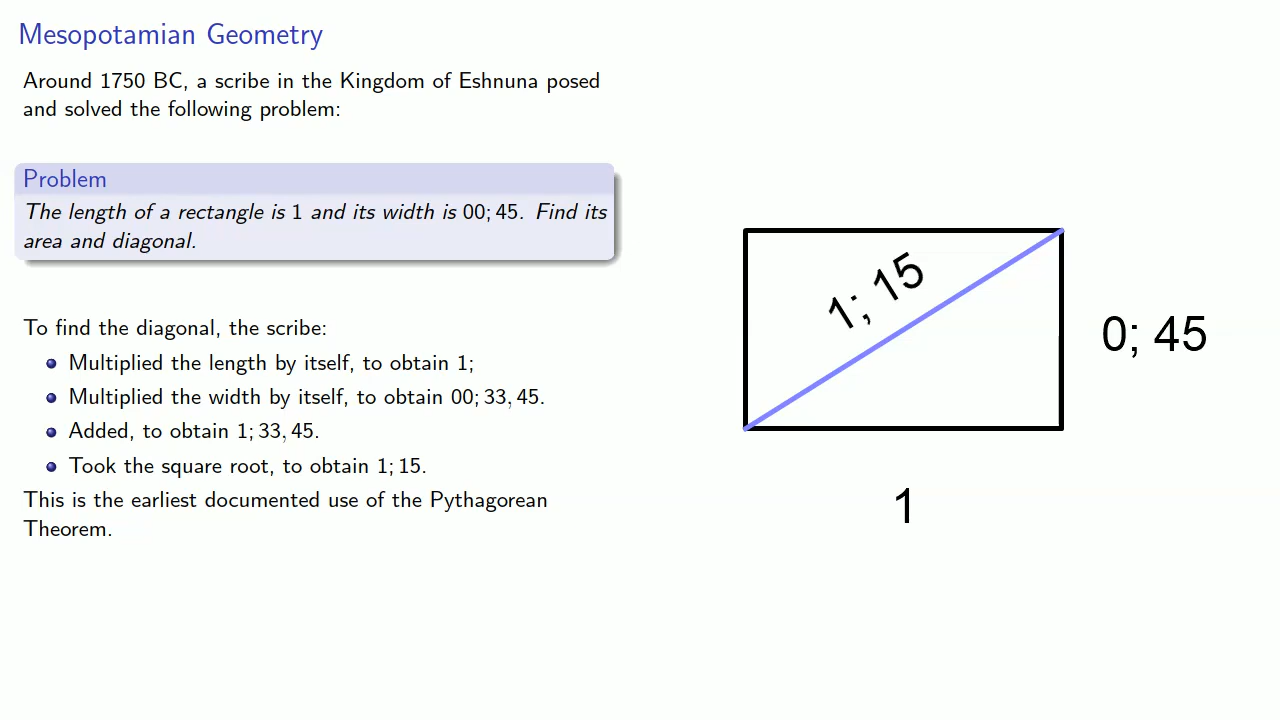 Mesopotamian Geometry
Around 1750 BC, a scribe in the Kingdom of Eshnuna posed
and solved the following problem:
Problem
The length of a rectangle is 1 and its width is 00; 45. Find its
area and diagonal.
To find the diagonal, the scribe:
Multiplied the length by itself, to obtain 1;
Multiplied the width by itself, to obtain 00; 33, 45.
Added, to obtain 1; 33, 45.
Took the square root, to obtain 1; 15.
This is the earliest documented use of the Pythagorean
Theorem.
1; 15
0; 45
1